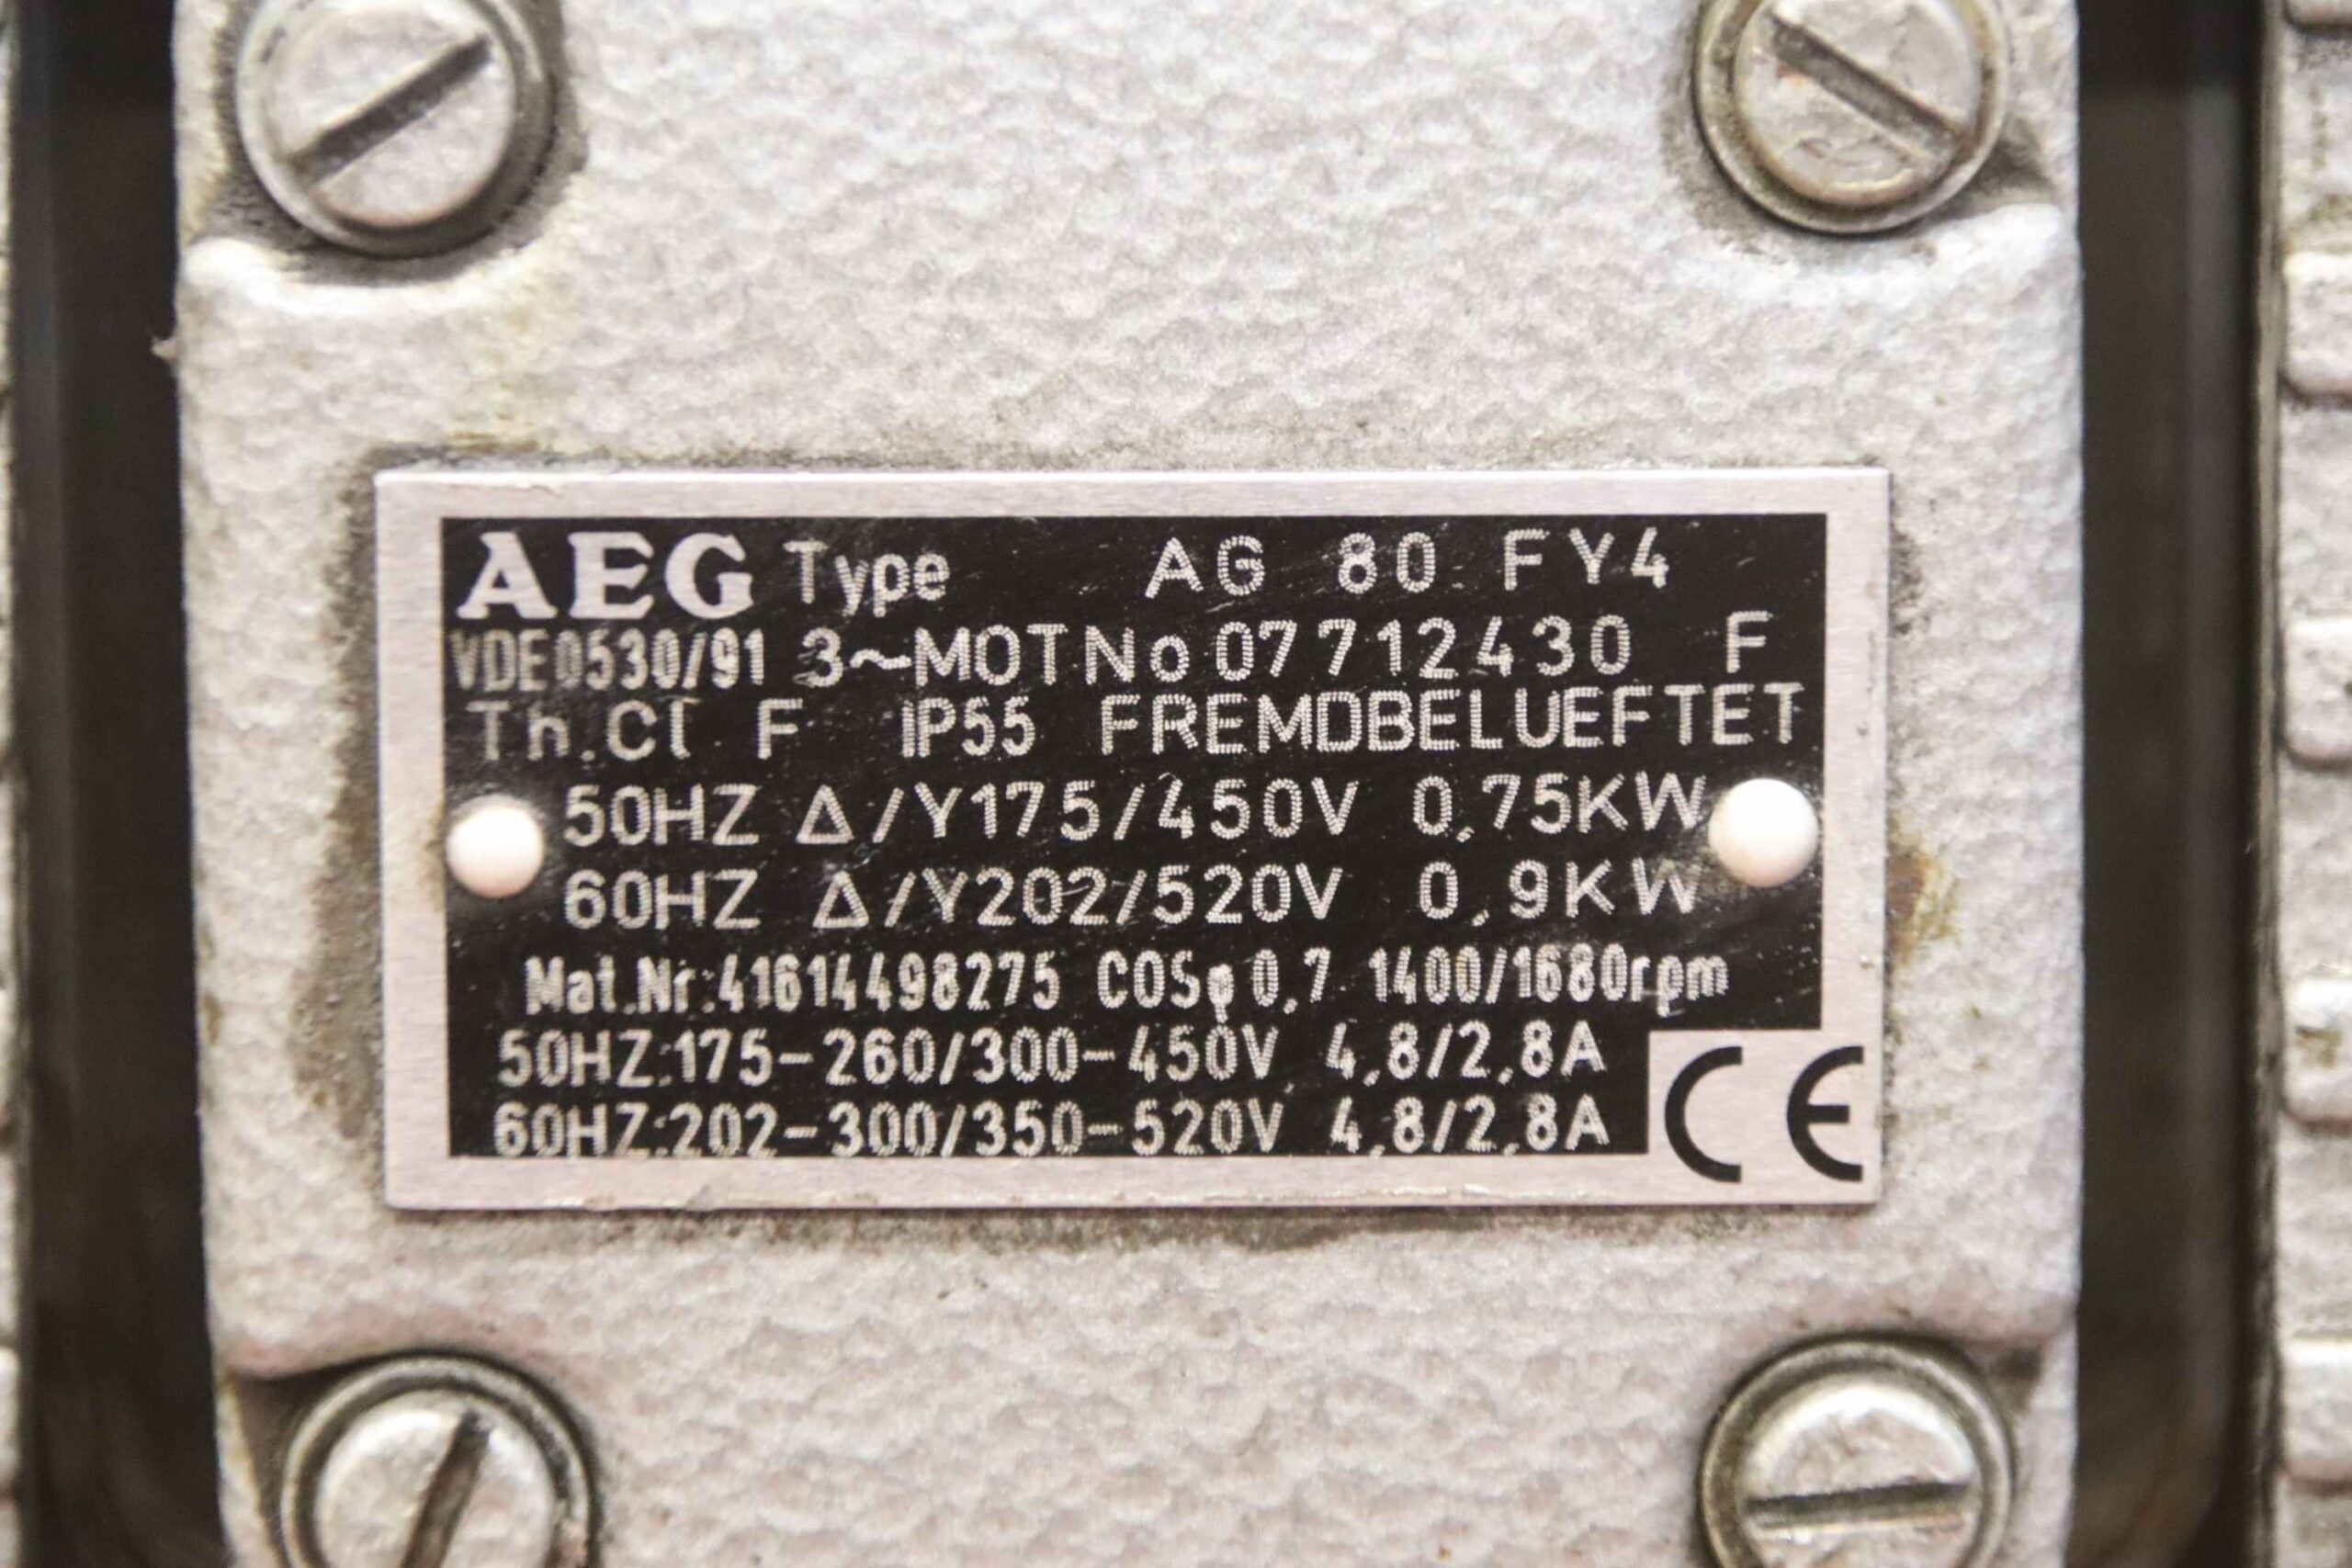 AEG Type AG 80 FY4
VDE0530/91 3~MOT No 07712430 F
Th.Cl F IP55 FREMDBELUEFTET
50HZ Δ/Y175/450V 0,75KW
60HZ Δ/Y202/520V 0,9KW
Mat.Nr.:41614498275 COSφ0,7 1400/1680rpm
50HZ:175-260/300-450V 4,8/2,8A
60HZ:202-300/350-520V 4,8/2,8A
CE